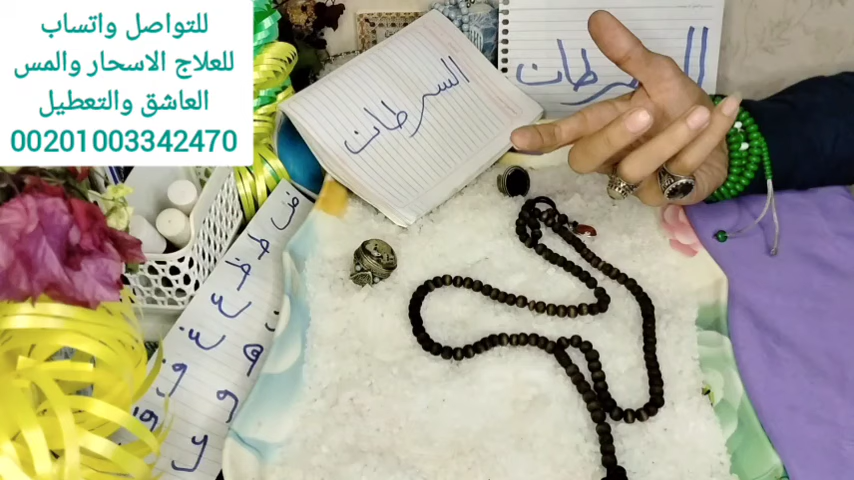 للتواصل واتساب
للعلاج الاسحار والمس
العاشق والتعطيل
00201003342470
السرطان
السرطان
ض
ط
ظ
و
ي